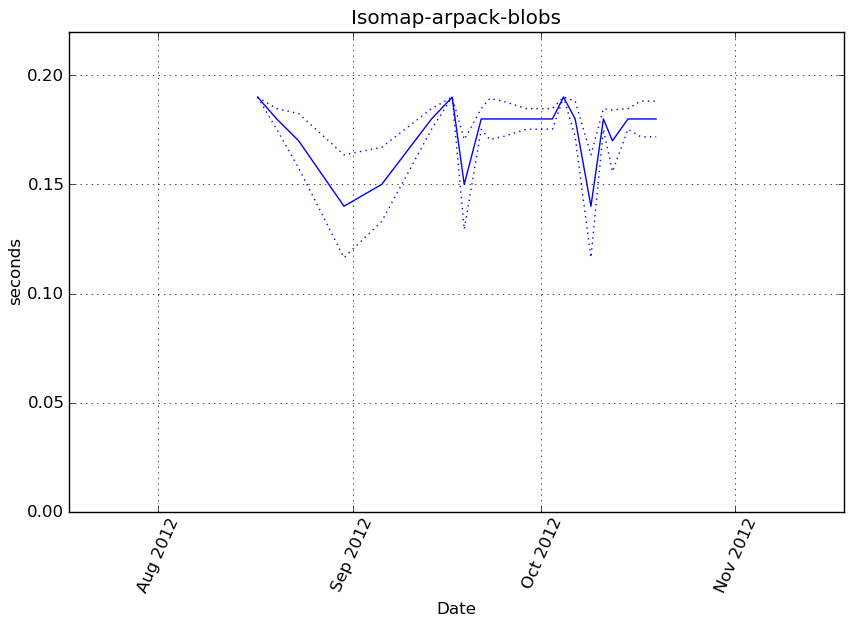 Isomap-arpack-blobs
0.20
0.15
0.10
0.05
0.00
seconds
Aug 2012
Sep 2012
Oct 2012
Nov 2012
Date